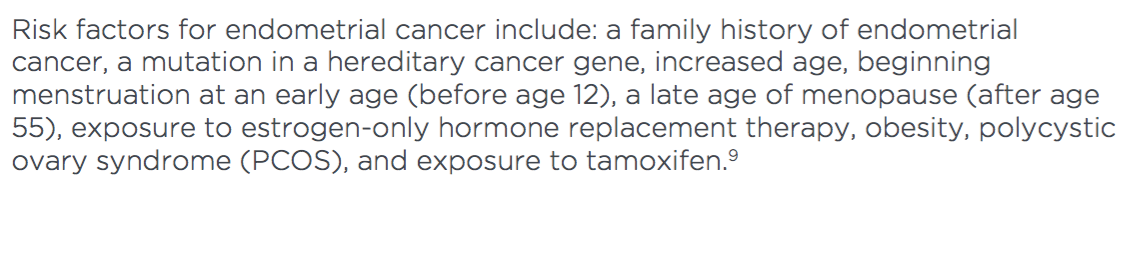 Risk factors for endometrial cancer include: a family history of endometrial
cancer, a mutation in a hereditary cancer gene, increased age, beginning
menstruation at an early age (before age 12), a late age of menopause (after age
55), exposure to estrogen-only hormone replacement therapy, obesity, polycystic
ovary syndrome (PCOS), and exposure to tamoxifen.⁹